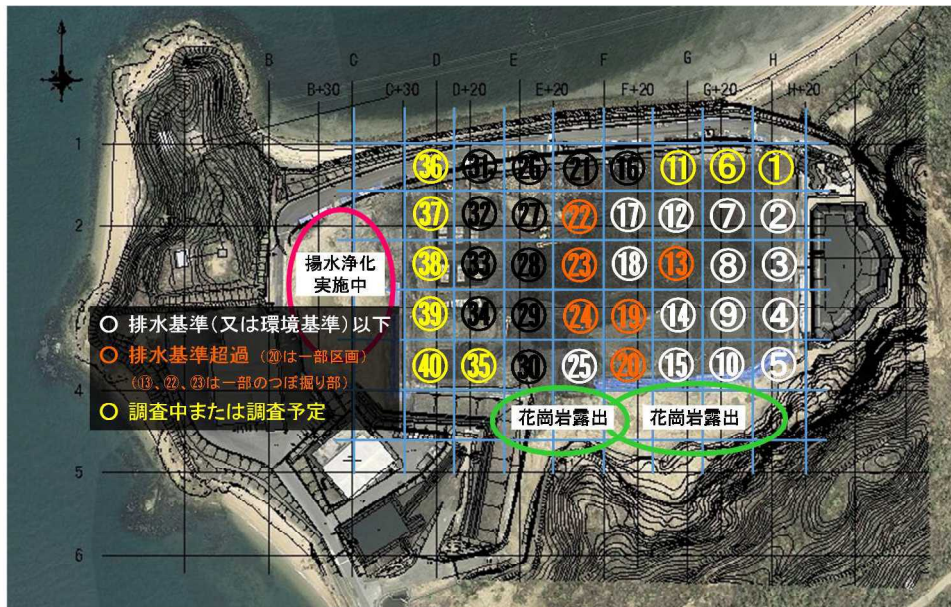 B C D E F G H I
B+30 C+30 D+20 E+20 F+20 G+20 H+20 I+30
1 ㊱ ㉛ ㉖ ㉑ ⑯ ⑪ ⑥ ①
㊲ ㉜ ㉗ ㉒ ⑰ ⑫ ⑦ ②
2
揚水浄化
実施中
㊳ ㉝ ㉘ ㉓ ⑱ ⑬ ⑧ ③
○ 排水基準(又は環境基準)以下
㊴ ㉞ ㉙ ㉔ ⑲ ⑭ ⑨ ④
○ 排水基準超過 (⑳は一部区画)
(⑬、㉒、㉓は一部のつぼ掘り部)
㊵ ㉟ ㉚ ㉕ ⑳ ⑮ ⑩ ⑤
○ 調査中または調査予定
4
花崗岩露出 花崗岩露出
5
6